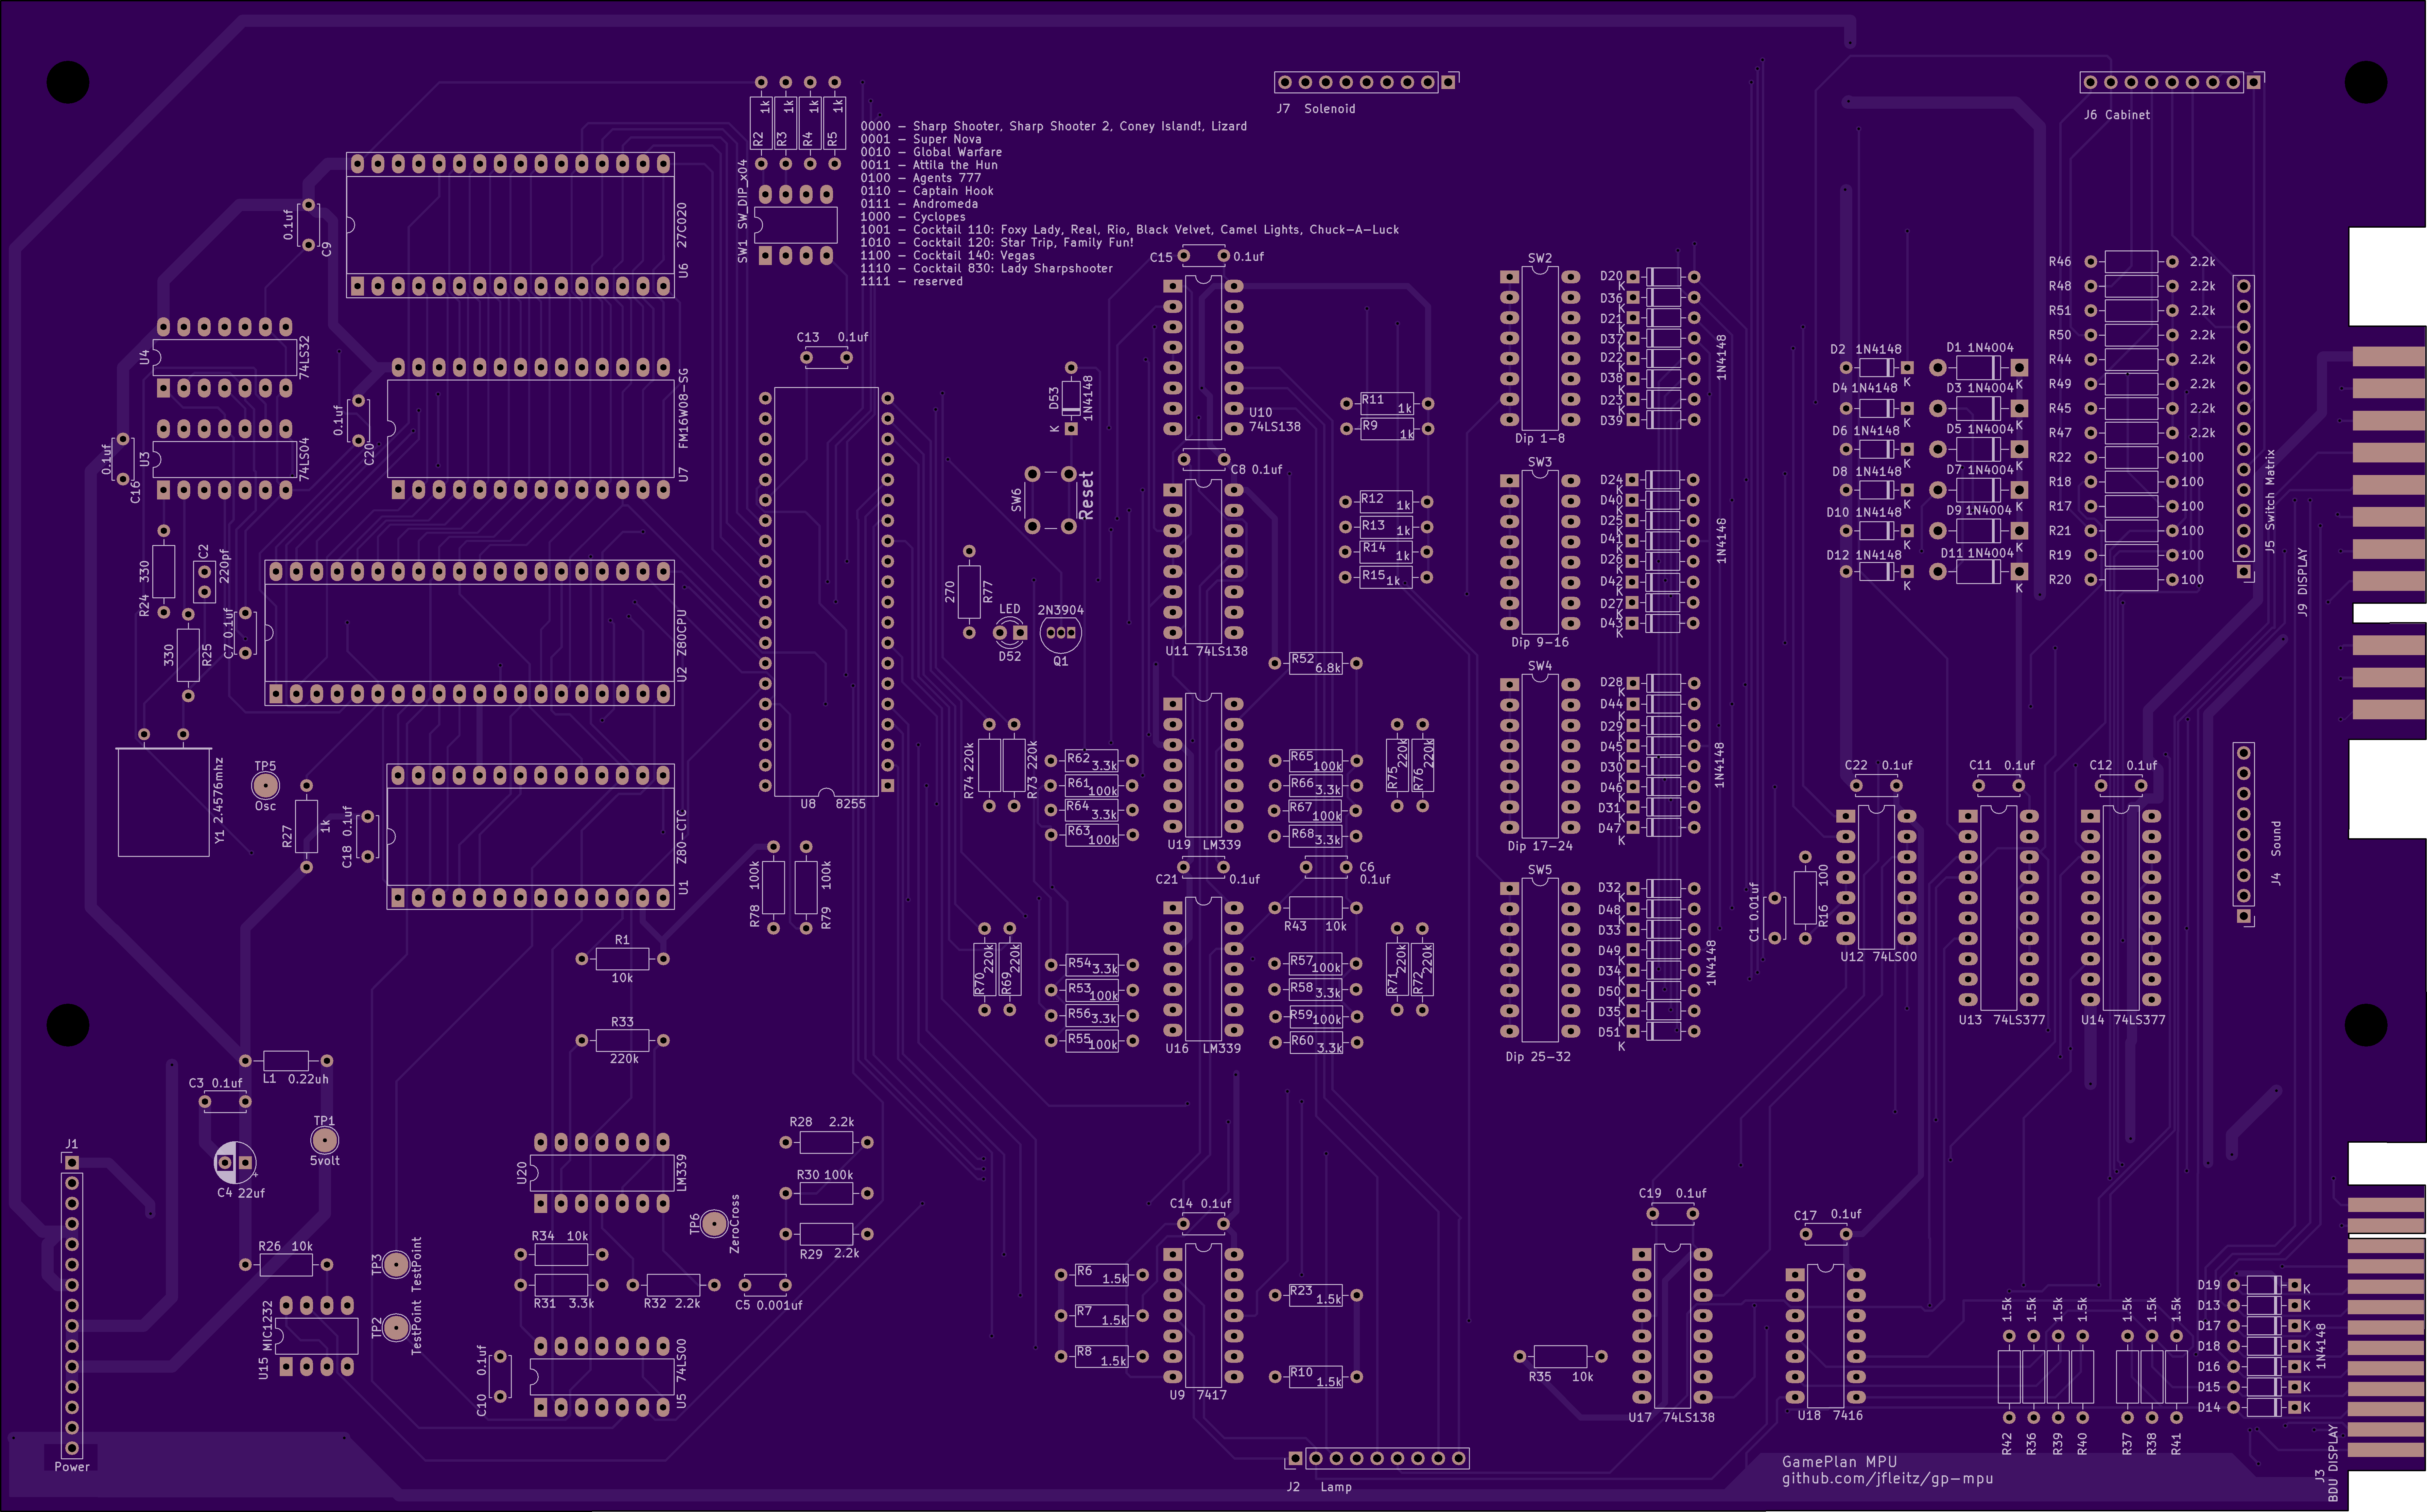 J7 Solenoid
J6 Cabinet
R2 1k
R3 1k
R4 1k
R5 1k
SW1 SW_DIP_x04
0000 – Sharp Shooter, Sharp Shooter 2, Coney Island!, Lizard
0001 – Super Nova
0010 – Global Warfare
0011 – Attila the Hun
0100 – Agents 777
0110 – Captain Hook
0111 – Andromeda
1000 – Cyclopes
1001 – Cocktail 110: Foxy Lady, Real, Rio, Black Velvet, Camel Lights, Chuck-A-Luck
1010 – Cocktail 120: Star Trip, Family Fun!
1100 – Cocktail 140: Vegas
1110 – Cocktail 830: Lady Sharpshooter
1111 – reserved
0.1uf C9
U6 27C020
U4 74LS32
U3 74LS04
0.1uf C16
0.1uf C20
U7 FM16W08-SG
R24 330
C2 220pf
330 R25
C7 0.1uf
U2 Z80CPU
Y1 2.4576mhz
TP5
Osc
R27 1k
C18 0.1uf
U1 Z80-CTC
C13 0.1uf
U8 8255
R78 100k
R79 100k
D53 1N4148
K
SW6 Reset
270 R77
LED
D52
2N3904
Q1
C15 0.1uf
U10
74LS138
C8 0.1uf
U11 74LS138
R11 1k
R9 1k
R12 1k
R13 1k
R14 1k
R15 1k
R52 6.8k
R74 220k
R73 220k
R62 3.3k
R61 100k
R64 3.3k
R63 100k
U19 LM339
C21 0.1uf
R65 100k
R66 3.3k
R67 100k
R68 3.3k
R75 220k
R76 220k
C6
0.1uf
R43 10k
R70 220k
R69 220k
R54 3.3k
R53 100k
R56 3.3k
R55 100k
U16 LM339
R57 100k
R58 3.3k
R59 100k
R60 3.3k
R71 220k
R72 220k
SW2
Dip 1-8
D20 K
D36 K
D21 K
D37 K
D22 K
D38 K
D23 K
D39 K
1N4148
SW3
Dip 9-16
D24 K
D40 K
D25 K
D41 K
D26 K
D42 K
D27 K
D43 K
1N4148
SW4
Dip 17-24
D28 K
D44 K
D29 K
D45 K
D30 K
D46 K
D31 K
D47 K
1N4148
SW5
Dip 25-32
D32 K
D48 K
D33 K
D49 K
D34 K
D50 K
D35 K
D51 K
1N4148
D2 1N4148 K
D1 1N4004 K
D4 1N4148 K
D3 1N4004 K
D6 1N4148 K
D5 1N4004 K
D8 1N4148 K
D7 1N4004 K
D10 1N4148 K
D9 1N4004 K
D12 1N4148 K
D11 1N4004 K
R46 2.2k
R48 2.2k
R51 2.2k
R50 2.2k
R44 2.2k
R49 2.2k
R45 2.2k
R47 2.2k
R22 100
R18 100
R17 100
R21 100
R19 100
R20 100
J5 Switch Matrix
J9 DISPLAY
J4 Sound
C22 0.1uf
C11 0.1uf
C12 0.1uf
C1 0.01uf
R16 100
U12 74LS00
U13 74LS377
U14 74LS377
R1
10k
R33
220k
L1 0.22uh
C3 0.1uf
TP1
5volt
C4 22uf
+
J1
Power
R26 10k
U15 MIC1232
TP3 TestPoint
TP2 TestPoint
U20 LM339
TP6 ZeroCross
R34 10k
R31 3.3k
R32 2.2k
C5 0.001uf
R28 2.2k
R30 100k
R29 2.2k
C10 0.1uf
U5 74LS00
C14 0.1uf
R6 1.5k
R7 1.5k
R8 1.5k
U9 7417
R23 1.5k
R10 1.5k
J2 Lamp
C19 0.1uf
R35 10k
U17 74LS138
C17 0.1uf
U18 7416
R42 1.5k
R36 1.5k
R39 1.5k
R40 1.5k
R37 1.5k
R38 1.5k
R41 1.5k
D19 K
D13 K
D17 K
D18 K
D16 K
D15 K
D14 K
1N4148
J3
BDU DISPLAY
GamePlan MPU
github.com/jfleitz/gp-mpu